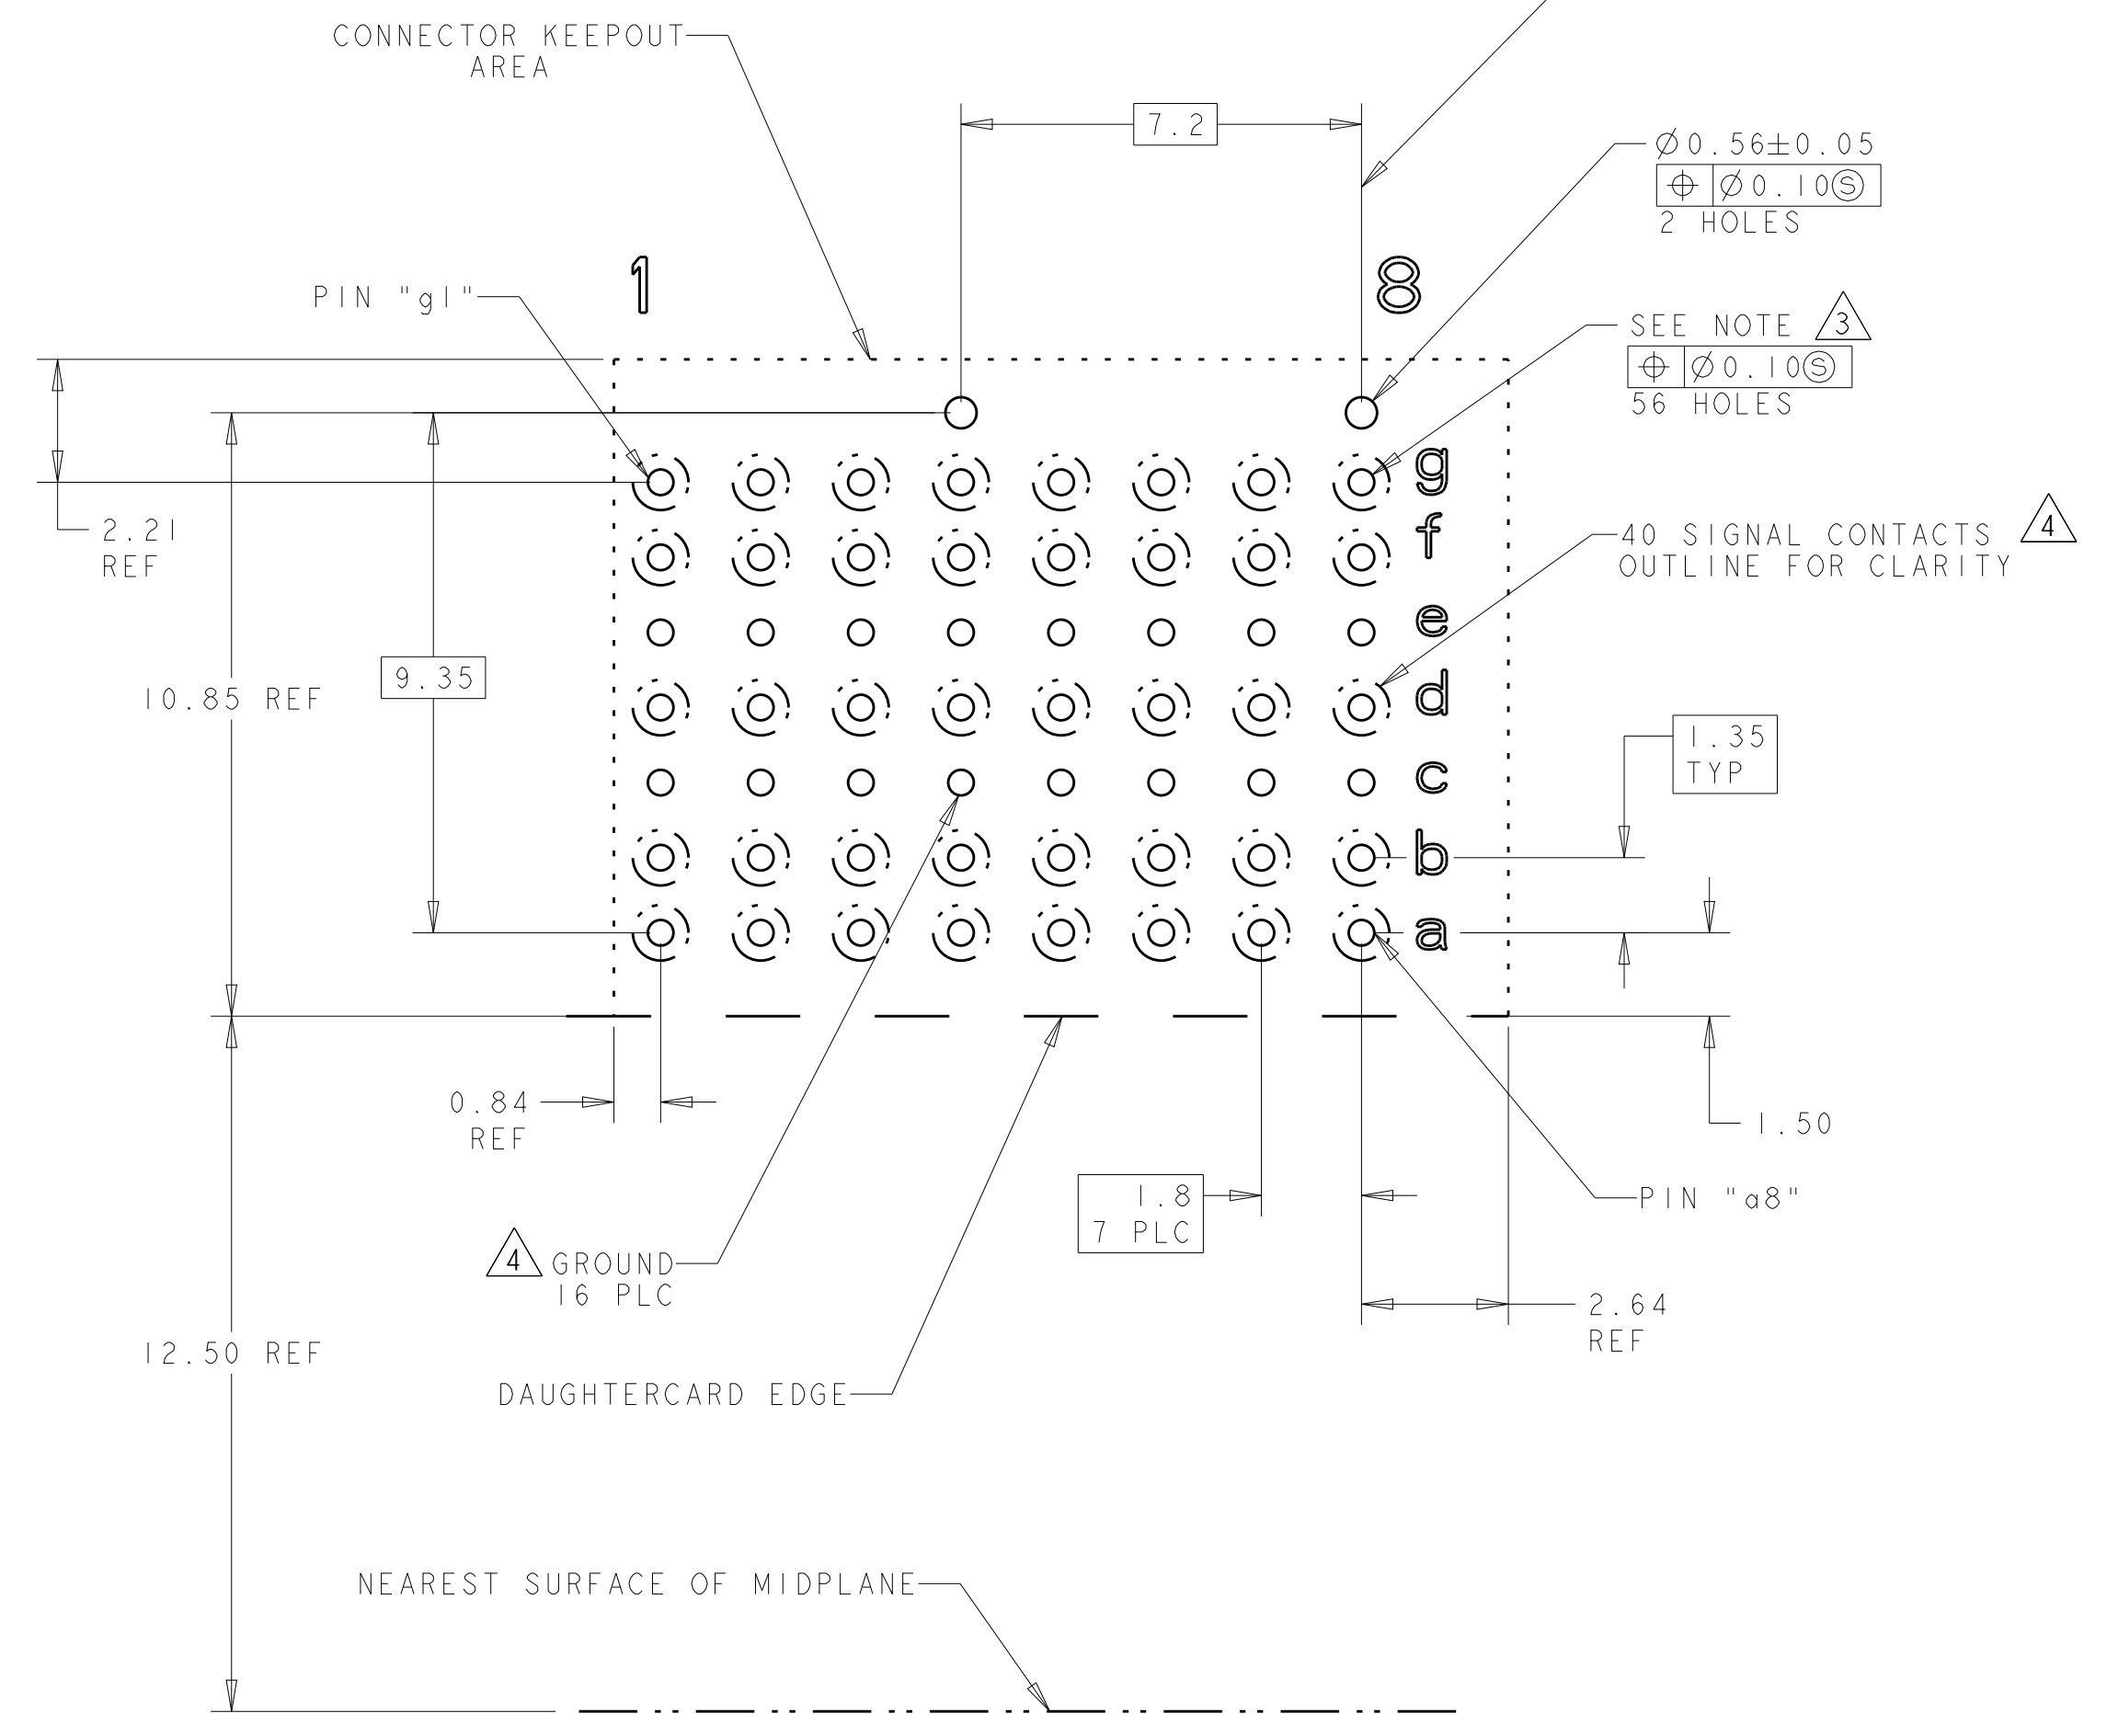 CONNECTOR KEEPOUT
AREA
7.2
Ø0.56±0.05
⌖ Ø0.10Ⓢ
2 HOLES
1
8
PIN "g1"
SEE NOTE 3
⌖ Ø0.10Ⓢ
56 HOLES
g
2.21
REF
f
40 SIGNAL CONTACTS 4
OUTLINE FOR CLARITY
e
9.35
10.85 REF
d
1.35
TYP
c
b
a
0.84
REF
1.50
1.8
7 PLC
PIN "a8"
4 GROUND
16 PLC
2.64
REF
12.50 REF
DAUGHTERCARD EDGE
NEAREST SURFACE OF MIDPLANE